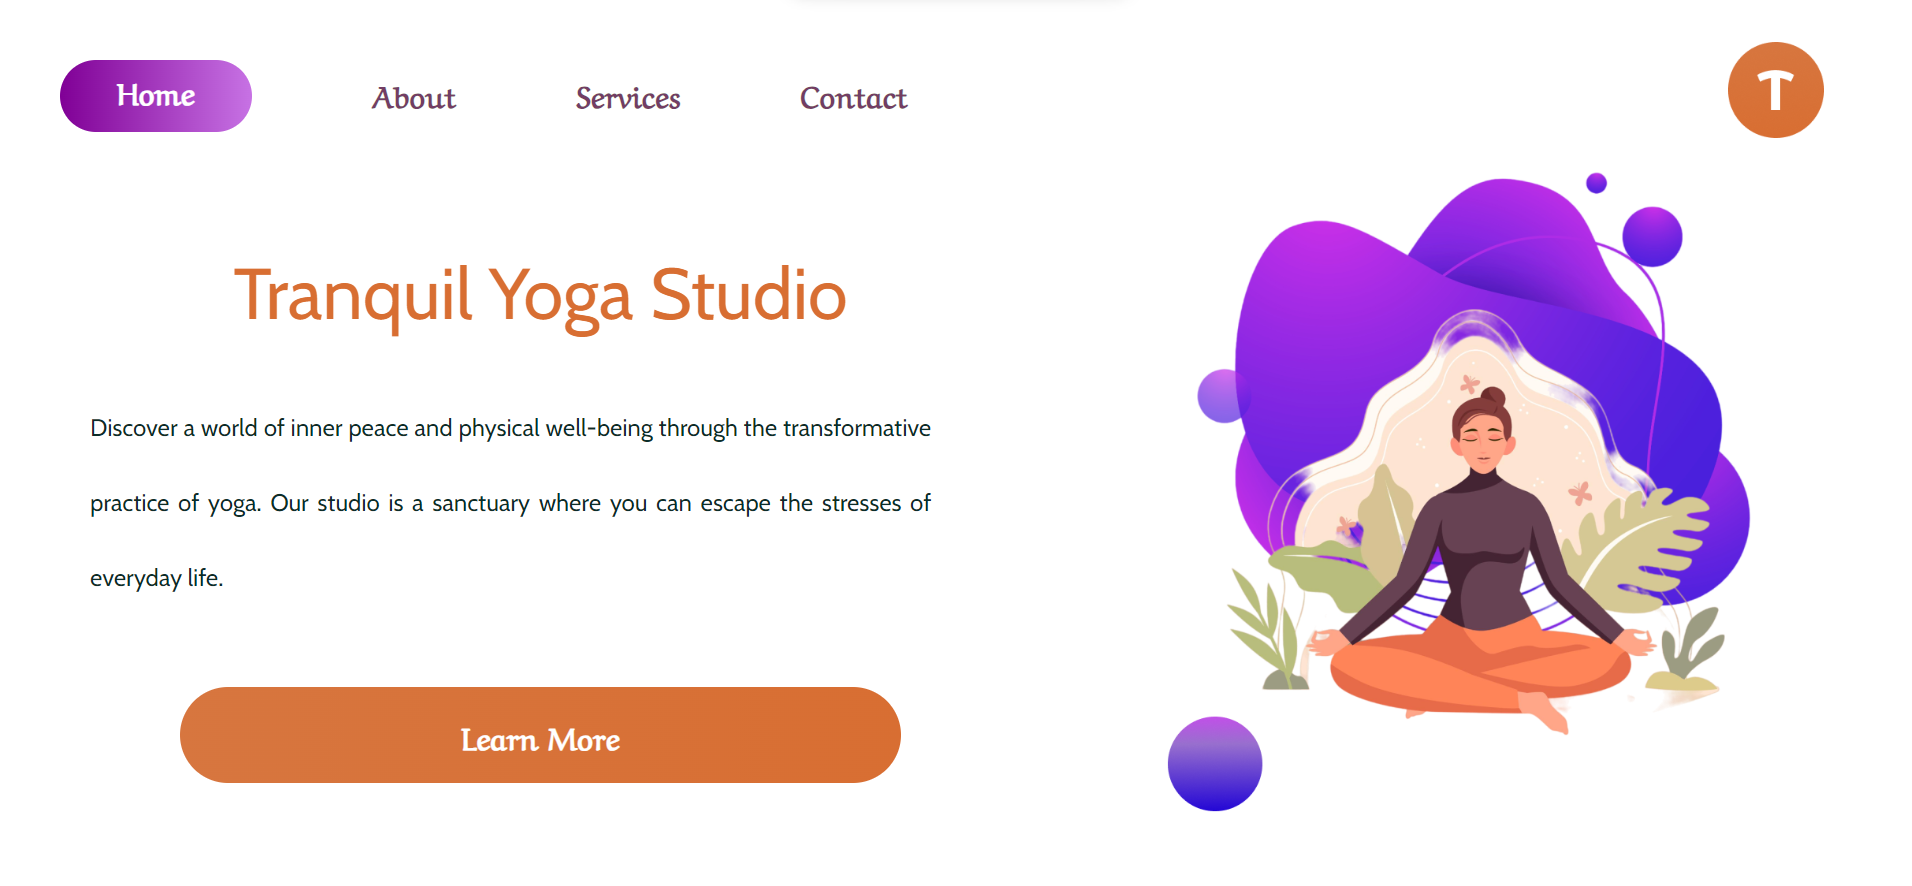 Home
About
Services
Contact
T
Tranquil Yoga Studio
Discover a world of inner peace and physical well-being through the transformative
practice of yoga. Our studio is a sanctuary where you can escape the stresses of
everyday life.
Learn More